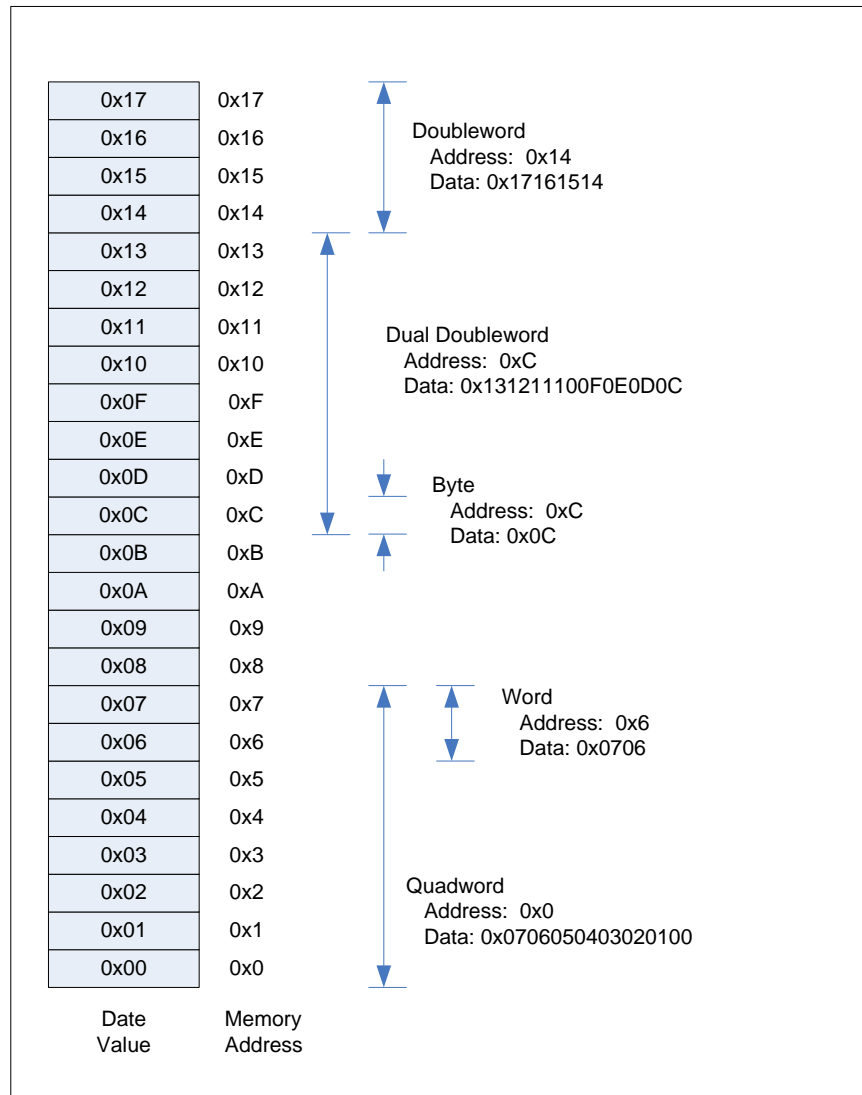 0x17 0x17
0x16 0x16
0x15 0x15
0x14 0x14
0x13 0x13
0x12 0x12
0x11 0x11
0x10 0x10
0x0F 0xF
0x0E 0xE
0x0D 0xD
0x0C 0xC
0x0B 0xB
0x0A 0xA
0x09 0x9
0x08 0x8
0x07 0x7
0x06 0x6
0x05 0x5
0x04 0x4
0x03 0x3
0x02 0x2
0x01 0x1
0x00 0x0
Date
Value
Memory
Address
Doubleword
Address: 0x14
Data: 0x17161514
Dual Doubleword
Address: 0xC
Data: 0x131211100F0E0D0C
Byte
Address: 0xC
Data: 0x0C
Word
Address: 0x6
Data: 0x0706
Quadword
Address: 0x0
Data: 0x0706050403020100